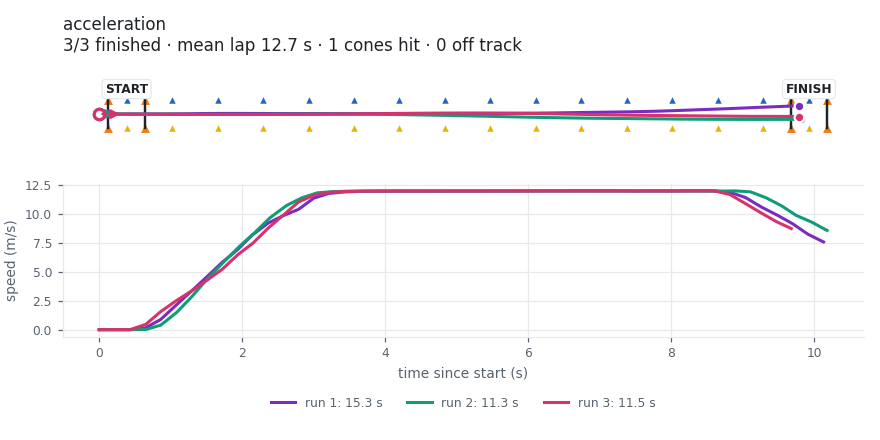 acceleration
3/3 finished · mean lap 12.7 s · 1 cones hit · 0 off track
START
FINISH
12.5
10.0
7.5
5.0
2.5
0.0
speed (m/s)
0 2 4 6 8 10
time since start (s)
run 1: 15.3 s run 2: 11.3 s run 3: 11.5 s